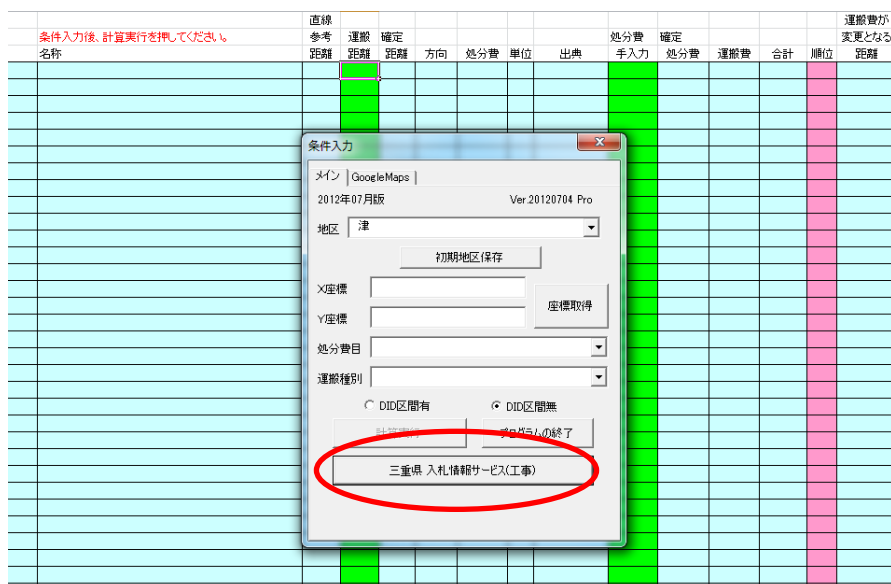 直線 運搬費が
条件入力後、計算実行を押してください。 参考 運搬 確定 処分費 確定 変更となる
名称 距離 距離 距離 方向 処分費 単位 出典 手入力 処分費 運搬費 合計 順位 距離
条件入力
メイン GoogleMaps
2012年07月版 Ver.20120704 Pro
地区 津
初期地区保存
X座標
座標取得
Y座標
処分費目
運搬種別
DID区間有 DID区間無
計算実行 プログラムの終了
三重県 入札情報サービス(工事)